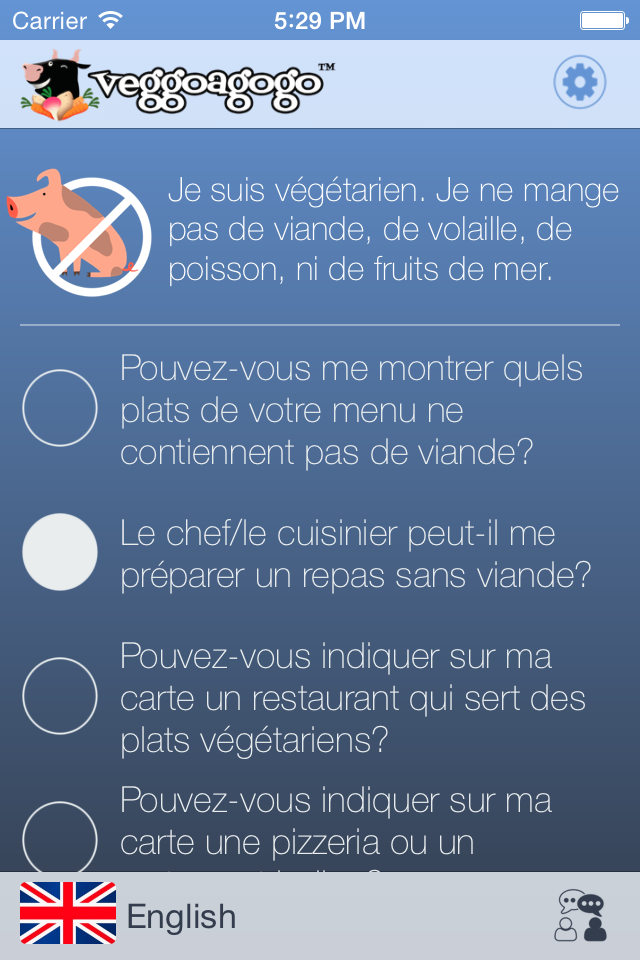 Carrier
5:29 PM
veggoagogo™
Je suis végétarien. Je ne mange
pas de viande, de volaille, de
poisson, ni de fruits de mer.
Pouvez-vous me montrer quels
plats de votre menu ne
contiennent pas de viande?
Le chef/le cuisinier peut-il me
préparer un repas sans viande?
Pouvez-vous indiquer sur ma
carte un restaurant qui sert des
plats végétariens?
Pouvez-vous indiquer sur ma
carte une pizzeria ou un
English